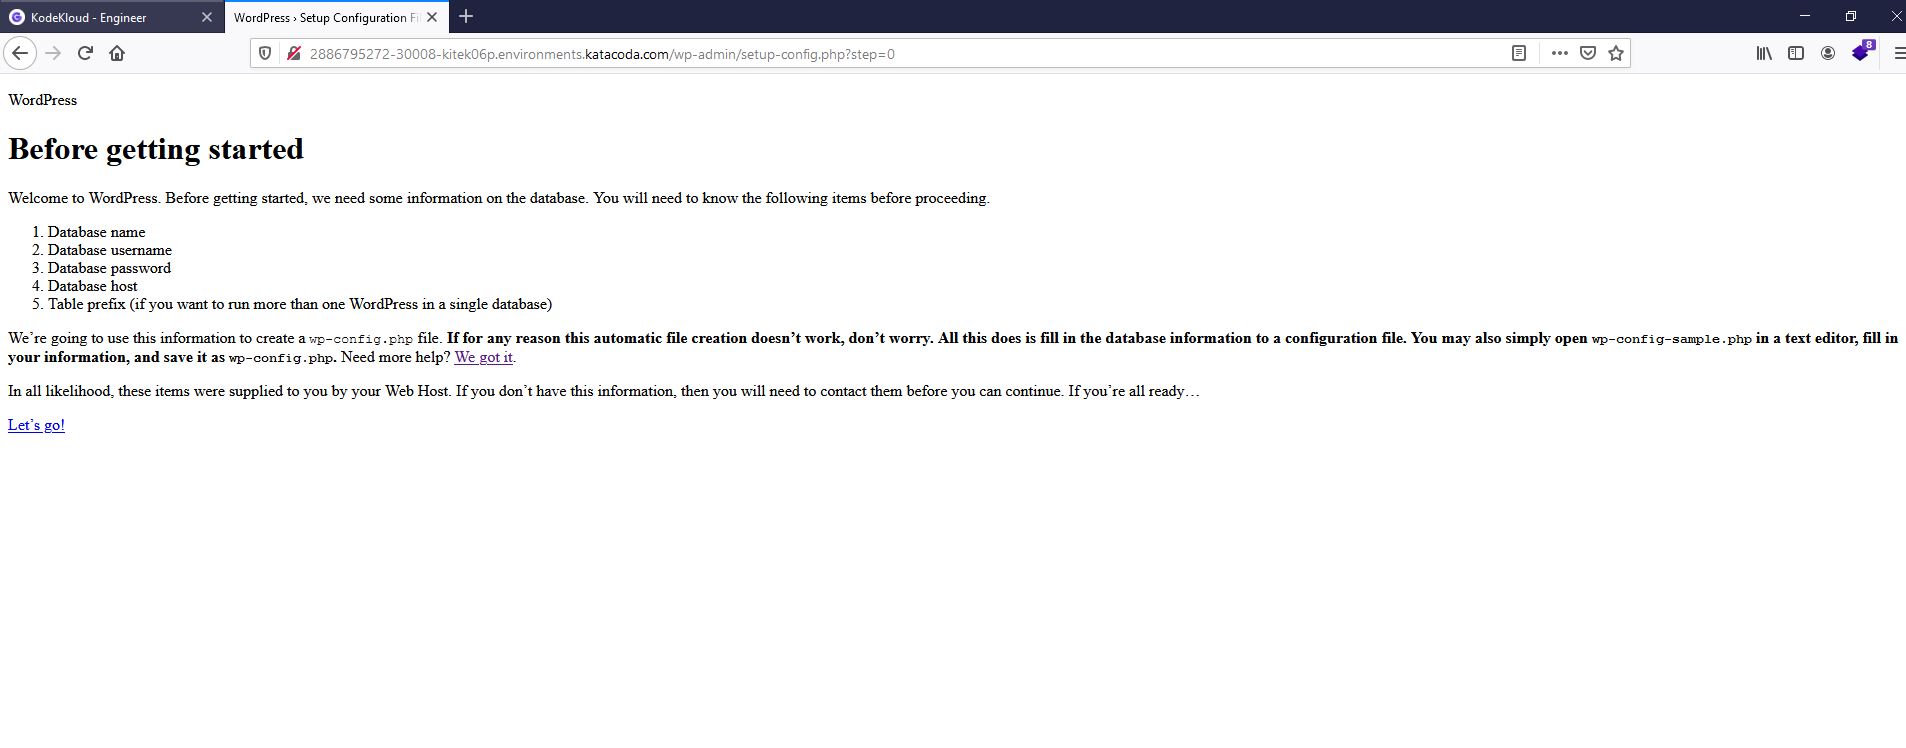 KodeKloud - Engineer
WordPress › Setup Configuration Fi
2886795272-30008-kitek06p.environments.katacoda.com/wp-admin/setup-config.php?step=0
8
WordPress
Before getting started
Welcome to WordPress. Before getting started, we need some information on the database. You will need to know the following items before proceeding.
1. Database name
2. Database username
3. Database password
4. Database host
5. Table prefix (if you want to run more than one WordPress in a single database)
We’re going to use this information to create a wp-config.php file. If for any reason this automatic file creation doesn’t work, don’t worry. All this does is fill in the database information to a configuration file. You may also simply open wp-config-sample.php in a text editor, fill in
your information, and save it as wp-config.php. Need more help? We got it.
In all likelihood, these items were supplied to you by your Web Host. If you don’t have this information, then you will need to contact them before you can continue. If you’re all ready…
Let’s go!